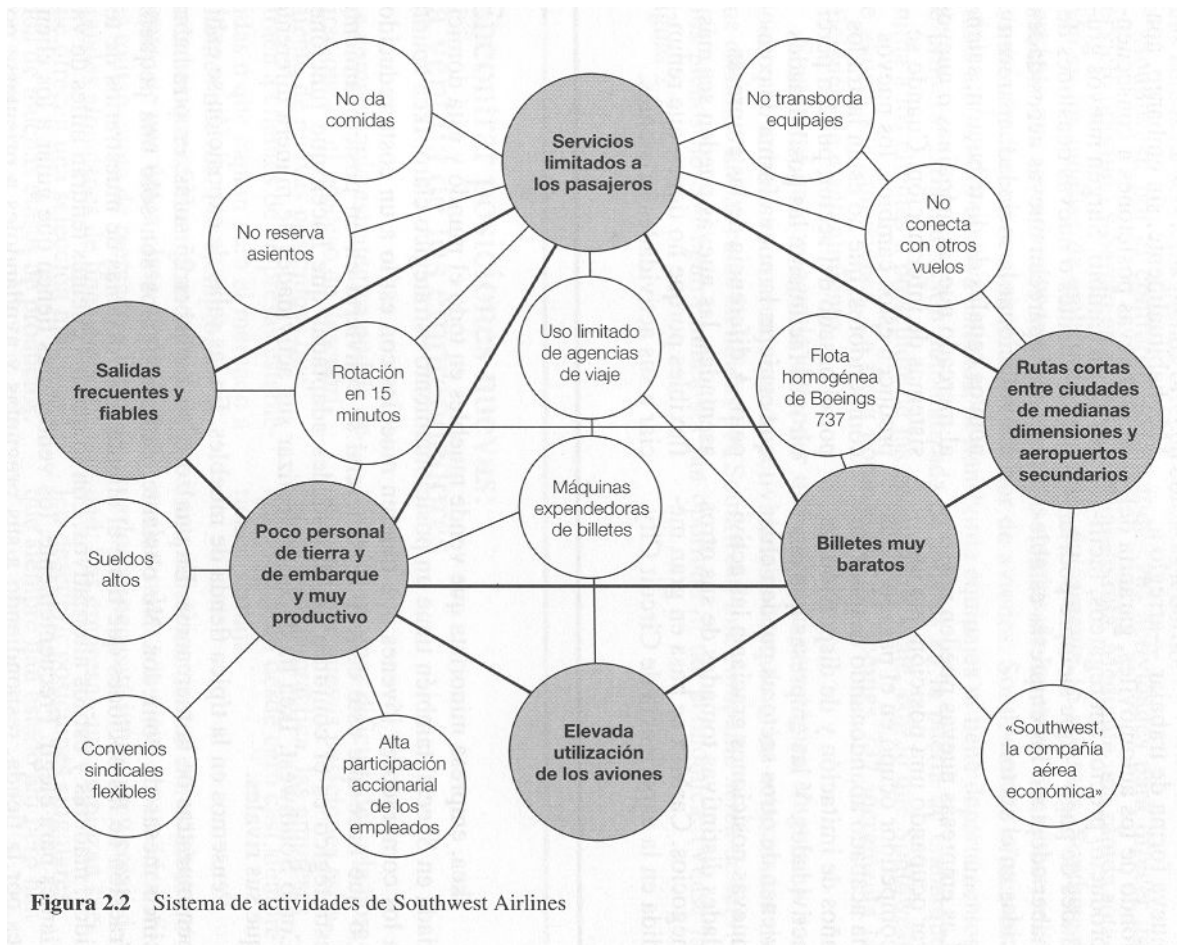 No da
comidas
Servicios
limitados a
los pasajeros
No transborda
equipajes
No reserva
asientos
No
conecta
con otros
vuelos
Salidas
frecuentes y
fiables
Rotación
en 15
minutos
Uso limitado
de agencias
de viaje
Flota
homogénea
de Boeings
737
Rutas cortas
entre ciudades
de medianas
dimensiones y
aeropuertos
secundarios
Sueldos
altos
Poco personal
de tierra y
de embarque
y muy
productivo
Máquinas
expendedoras
de billetes
Billetes muy
baratos
Convenios
sindicales
flexibles
Alta
participación
accionarial
de los
empleados
Elevada
utilización
de los aviones
«Southwest,
la compañía
aérea
económica»
Figura 2.2 Sistema de actividades de Southwest Airlines